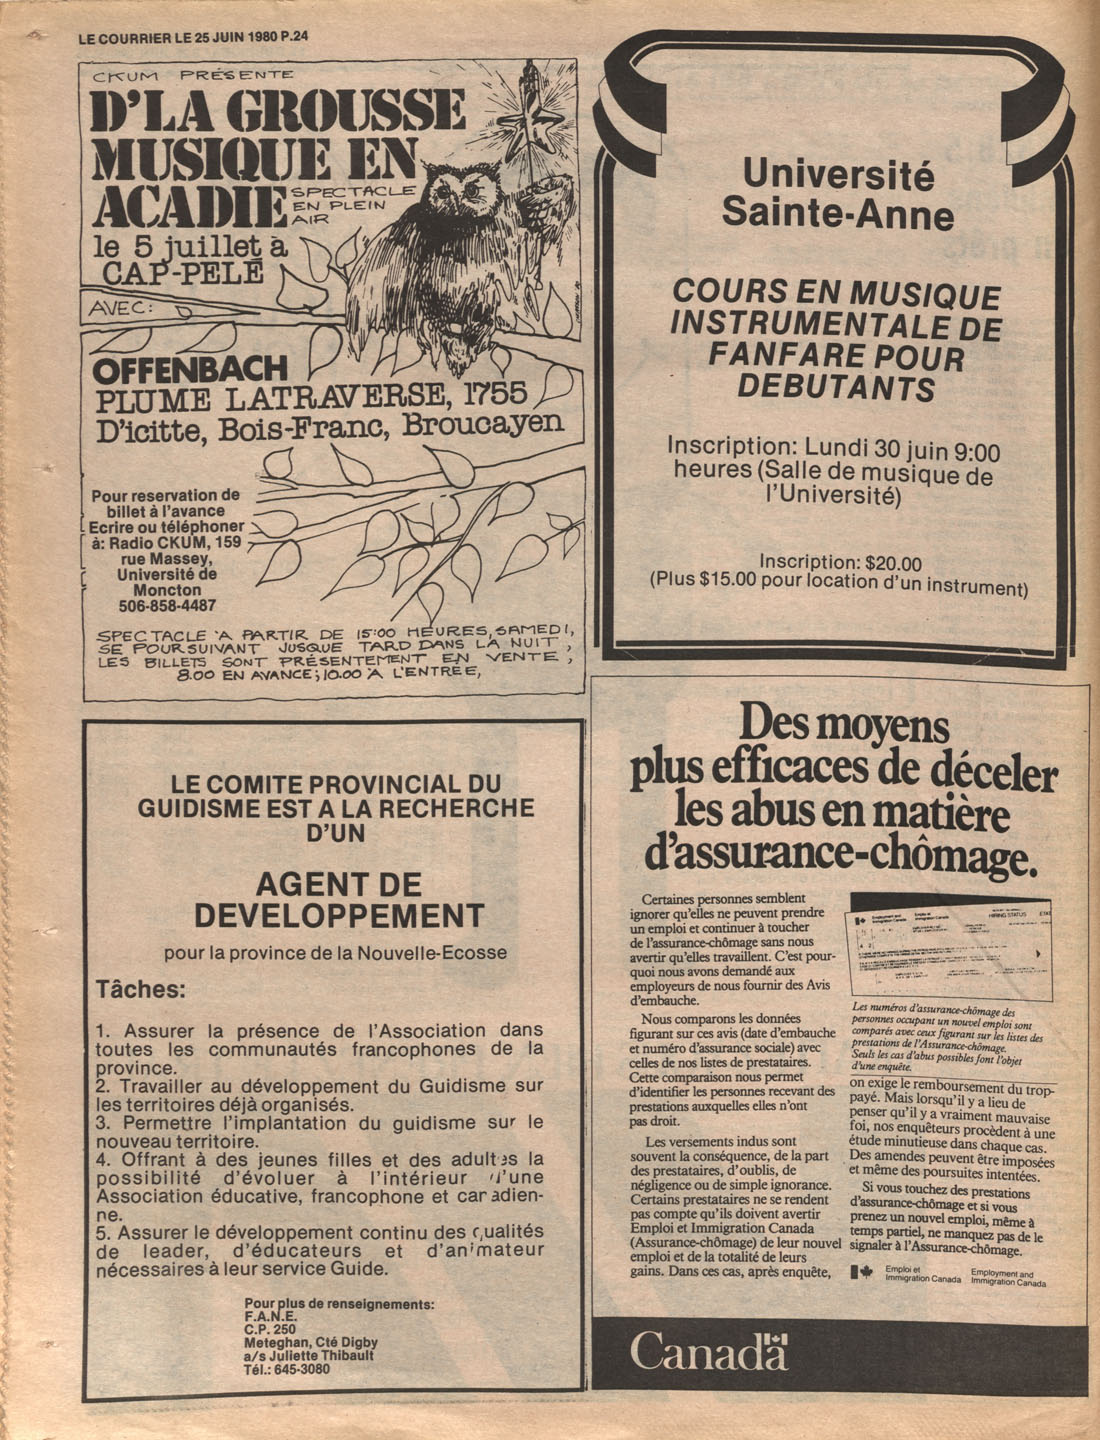 LE COURRIER LE 25 JUIN 1980 P.24
CKUM PRÉSENTE
D'LA GROUSSE
MUSIQUE EN
ACADIE
SPECTACLE
EN PLEIN
AIR
le 5 juillet à
CAP-PELÉ
AVEC:
OFFENBACH
PLUME LATRAVERSE, 1755
D'icitte, Bois-Franc, Broucayen
Pour reservation de
billet à l'avance
Ecrire ou téléphoner
à: Radio CKUM, 159
rue Massey,
Université de
Moncton
506-858-4487
SPECTACLE À PARTIR DE 15:00 HEURES, SAMEDI,
SE POURSUIVANT JUSQUE TARD DANS LA NUIT,
LES BILLETS SONT PRÉSENTEMENT EN VENTE,
8.00 EN AVANCE; 10.00 À L'ENTRÉE,
Université
Sainte-Anne
COURS EN MUSIQUE
INSTRUMENTALE DE
FANFARE POUR
DEBUTANTS
Inscription: Lundi 30 juin 9:00
heures (Salle de musique de
l'Université)
Inscription: $20.00
(Plus $15.00 pour location d'un instrument)
LE COMITE PROVINCIAL DU
GUIDISME EST A LA RECHERCHE
D'UN
AGENT DE
DEVELOPPEMENT
pour la province de la Nouvelle-Ecosse
Tâches:
1. Assurer la présence de l'Association dans
toutes les communautés francophones de la
province.
2. Travailler au développement du Guidisme sur
les territoires déjà organisés.
3. Permettre l'implantation du guidisme sur le
nouveau territoire.
4. Offrant à des jeunes filles et des adultes la
possibilité d'évoluer à l'intérieur d'une
Association éducative, francophone et canadien-
ne.
5. Assurer le développement continu des qualités
de leader, d'éducateurs et d'animateur
nécessaires à leur service Guide.
Pour plus de renseignements:
F.A.N.E.
C.P. 250
Meteghan, Cté Digby
a/s Juliette Thibault
Tél.: 645-3080
Des moyens
plus efficaces de déceler
les abus en matière
d'assurance-chômage.
Certaines personnes semblent
ignorer qu'elles ne peuvent prendre
un emploi et continuer à toucher
de l'assurance-chômage sans nous
avertir qu'elles travaillent. C'est pour-
quoi nous avons demandé aux
employeurs de nous fournir des Avis
d'embauche.
Nous comparons les données
figurant sur ces avis (date d'embauche
et numéro d'assurance sociale) avec
celles de nos listes de prestataires.
Cette comparaison nous permet
d'identifier les personnes recevant des
prestations auxquelles elles n'ont
pas droit.
Les versements indus sont
souvent la conséquence, de la part
des prestataires, d'oublis, de
négligence ou de simple ignorance.
Certains prestataires ne se rendent
pas compte qu'ils doivent avertir
Emploi et Immigration Canada
(Assurance-chômage) de leur nouvel
emploi et de la totalité de leurs
gains. Dans ces cas, après enquête,
HIRING STATUS
Les numéros d'assurance-chômage des
personnes occupant un nouvel emploi sont
comparés avec ceux figurant sur les listes des
prestations de l'Assurance-chômage.
Seuls les cas d'abus possibles font l'objet
d'une enquête.
on exige le remboursement du trop-
payé. Mais lorsqu'il y a lieu de
penser qu'il y a vraiment mauvaise
foi, nos enquêteurs procèdent à une
étude minutieuse dans chaque cas.
Des amendes peuvent être imposées
et même des poursuites intentées.
Si vous touchez des prestations
d'assurance-chômage et si vous
prenez un nouvel emploi, même à
temps partiel, ne manquez pas de le
signaler à l'Assurance-chômage.
Emploi et
Immigration Canada
Employment and
Immigration Canada
Canada